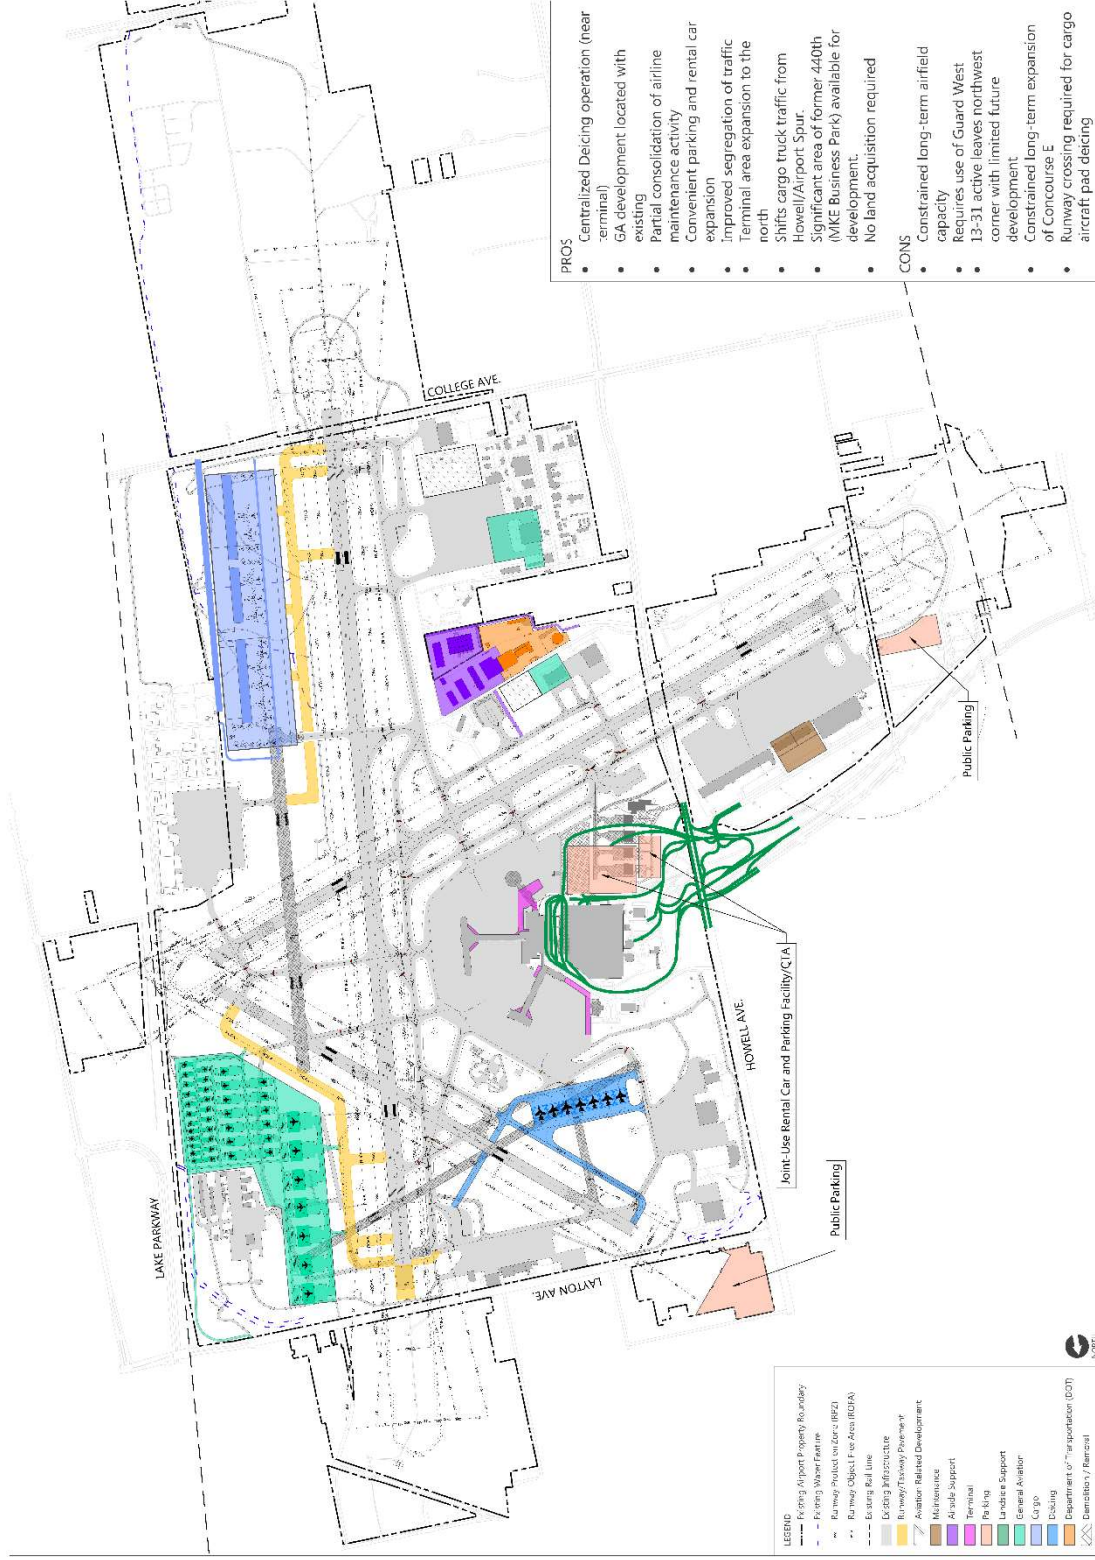 PROS
• Centralized Deicing operation (near
terminal)
• GA development located with
existing
• Partial consolidation of airline
maintenance activity
• Convenient parking and rental car
expansion
• Improved segregation of traffic
• Terminal area expansion to the
north
• Shifts cargo truck traffic from
Howell/Airport Spur.
• Significant area of former 440th
(MKE Business Park) available for
development.
• No land acquisition required
CONS
• Constrained long-term airfield
capacity
• Requires use of Guard West
• 13-31 active leaves northwest
corner with limited future
development
• Constrained long-term expansion
of Concourse E
• Runway crossing required for cargo
aircraft pad deicing
COLLEGE AVE.
LAKE PARKWAY
LAYTON AVE.
HOWELL AVE.
Public Parking
Joint-Use Rental Car and Parking Facility/QTA
Public Parking
LEGEND
Existing Airport Property Boundary
Existing Water Feature
Runway Protection Zone (RPZ)
Runway Object Free Area (ROFA)
Existing Rail Line
Existing Infrastructure
Runway/Taxiway Pavement
Aviation Related Development
Maintenance
Airside Support
Terminal
Parking
Landside Support
General Aviation
Cargo
Deicing
Department of Transportation (DOT)
Demolition / Removal
NORTH